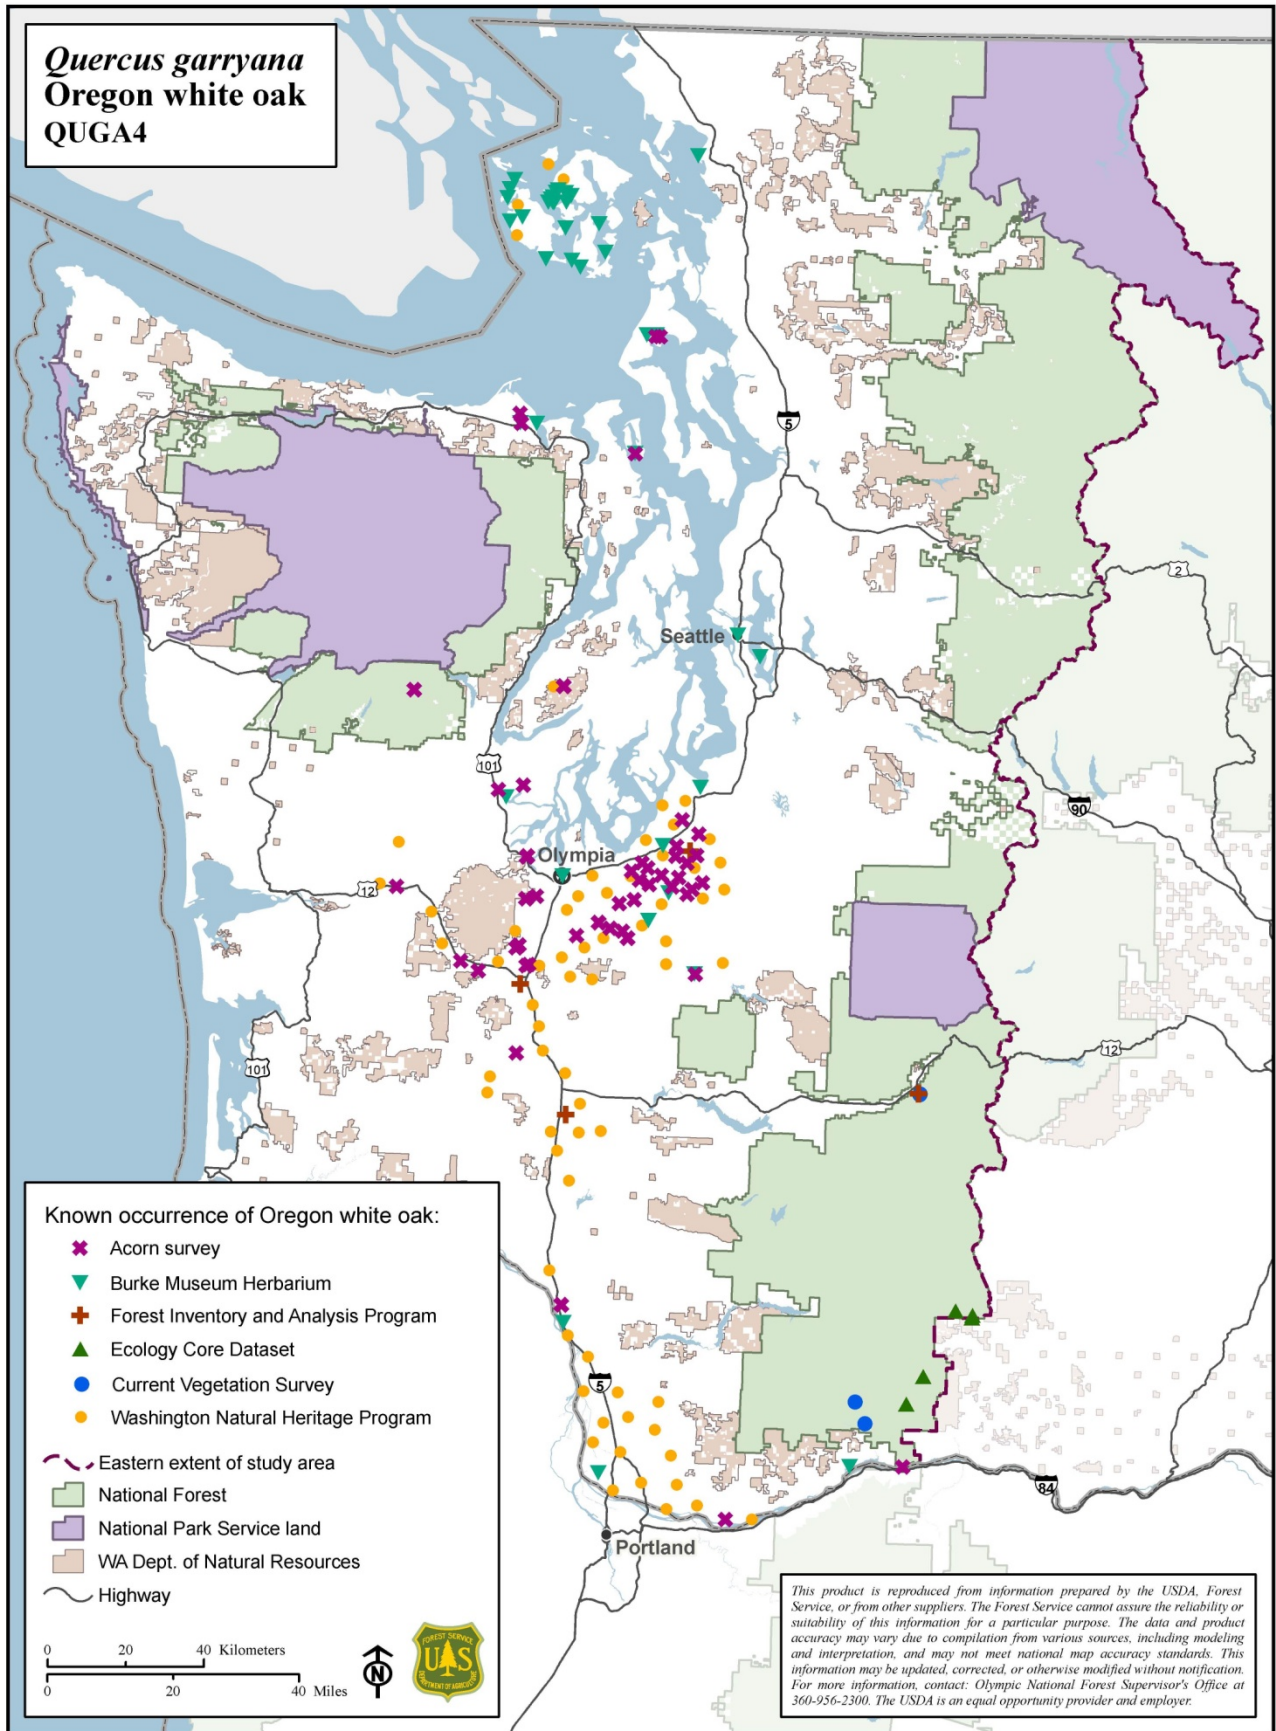 Quercus garryana
Oregon white oak
QUGA4
5
2
Seattle
101
90
Olympia
12
12
101
Known occurrence of Oregon white oak:
Acorn survey
Burke Museum Herbarium
Forest Inventory and Analysis Program
Ecology Core Dataset
Current Vegetation Survey
Washington Natural Heritage Program
Eastern extent of study area
National Forest
National Park Service land
WA Dept. of Natural Resources
Highway
0 20 40 Kilometers
0 20 40 Miles
N
FOREST SERVICE
U S
DEPARTMENT OF AGRICULTURE
5
84
Portland
This product is reproduced from information prepared by the USDA, Forest
Service, or from other suppliers. The Forest Service cannot assure the reliability or
suitability of this information for a particular purpose. The data and product
accuracy may vary due to compilation from various sources, including modeling
and interpretation, and may not meet national map accuracy standards. This
information may be updated, corrected, or otherwise modified without notification.
For more information, contact: Olympic National Forest Supervisor's Office at
360-956-2300. The USDA is an equal opportunity provider and employer.